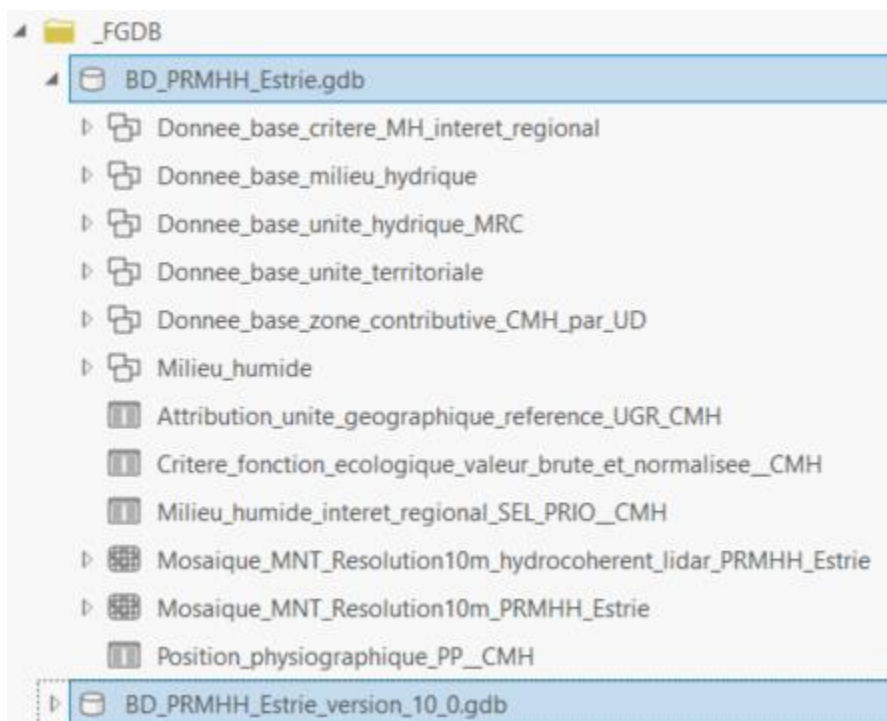 _FGDB
BD_PRMHH_Estrie.gdb
Donnee_base_critere_MH_interet_regional
Donnee_base_milieu_hydrique
Donnee_base_unite_hydrique_MRC
Donnee_base_unite_territoriale
Donnee_base_zone_contributive_CMH_par_UD
Milieu_humide
Attribution_unite_geographique_reference_UGR_CMH
Critere_fonction_ecologique_valeur_brute_et_normalisee__CMH
Milieu_humide_interet_regional_SEL_PRIO__CMH
Mosaique_MNT_Resolution10m_hydrocoherent_lidar_PRMHH_Estrie
Mosaique_MNT_Resolution10m_PRMHH_Estrie
Position_physiographique_PP__CMH
BD_PRMHH_Estrie_version_10_0.gdb